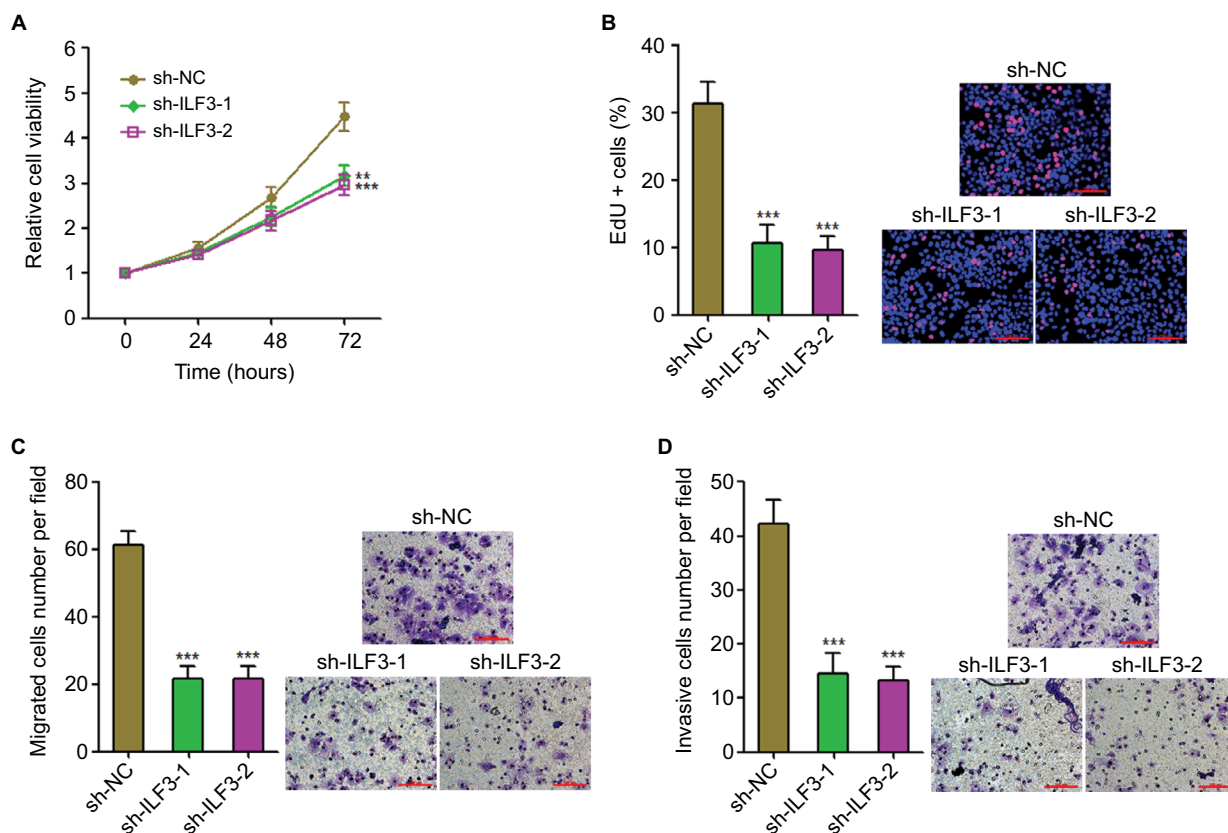 A
Relative cell viability
6
5
4
3
2
1
0
sh-NC
sh-ILF3-1
sh-ILF3-2
**
***
0 24 48 72
Time (hours)
B
EdU + cells (%)
40
30
20
10
0
***
***
sh-NC
sh-ILF3-1
sh-ILF3-2
sh-NC
sh-ILF3-1 sh-ILF3-2
C
Migrated cells number per field
80
60
40
20
0
***
***
sh-NC
sh-ILF3-1
sh-ILF3-2
sh-NC
sh-ILF3-1 sh-ILF3-2
D
Invasive cells number per field
50
40
30
20
10
0
***
***
sh-NC
sh-ILF3-1
sh-ILF3-2
sh-NC
sh-ILF3-1 sh-ILF3-2